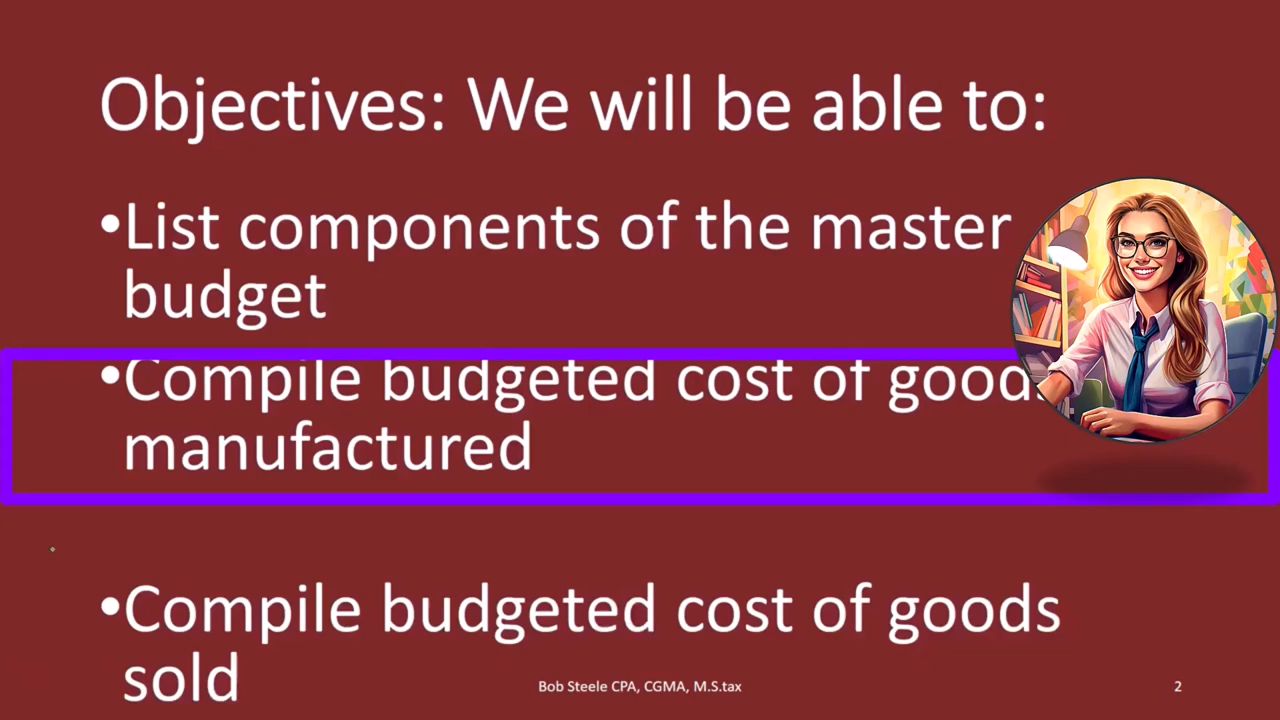 Objectives: We will be able to:
•List components of the master
budget
•Compile budgeted cost of goods
manufactured
•Compile budgeted cost of goods
sold
Bob Steele CPA, CGMA, M.S.tax
2